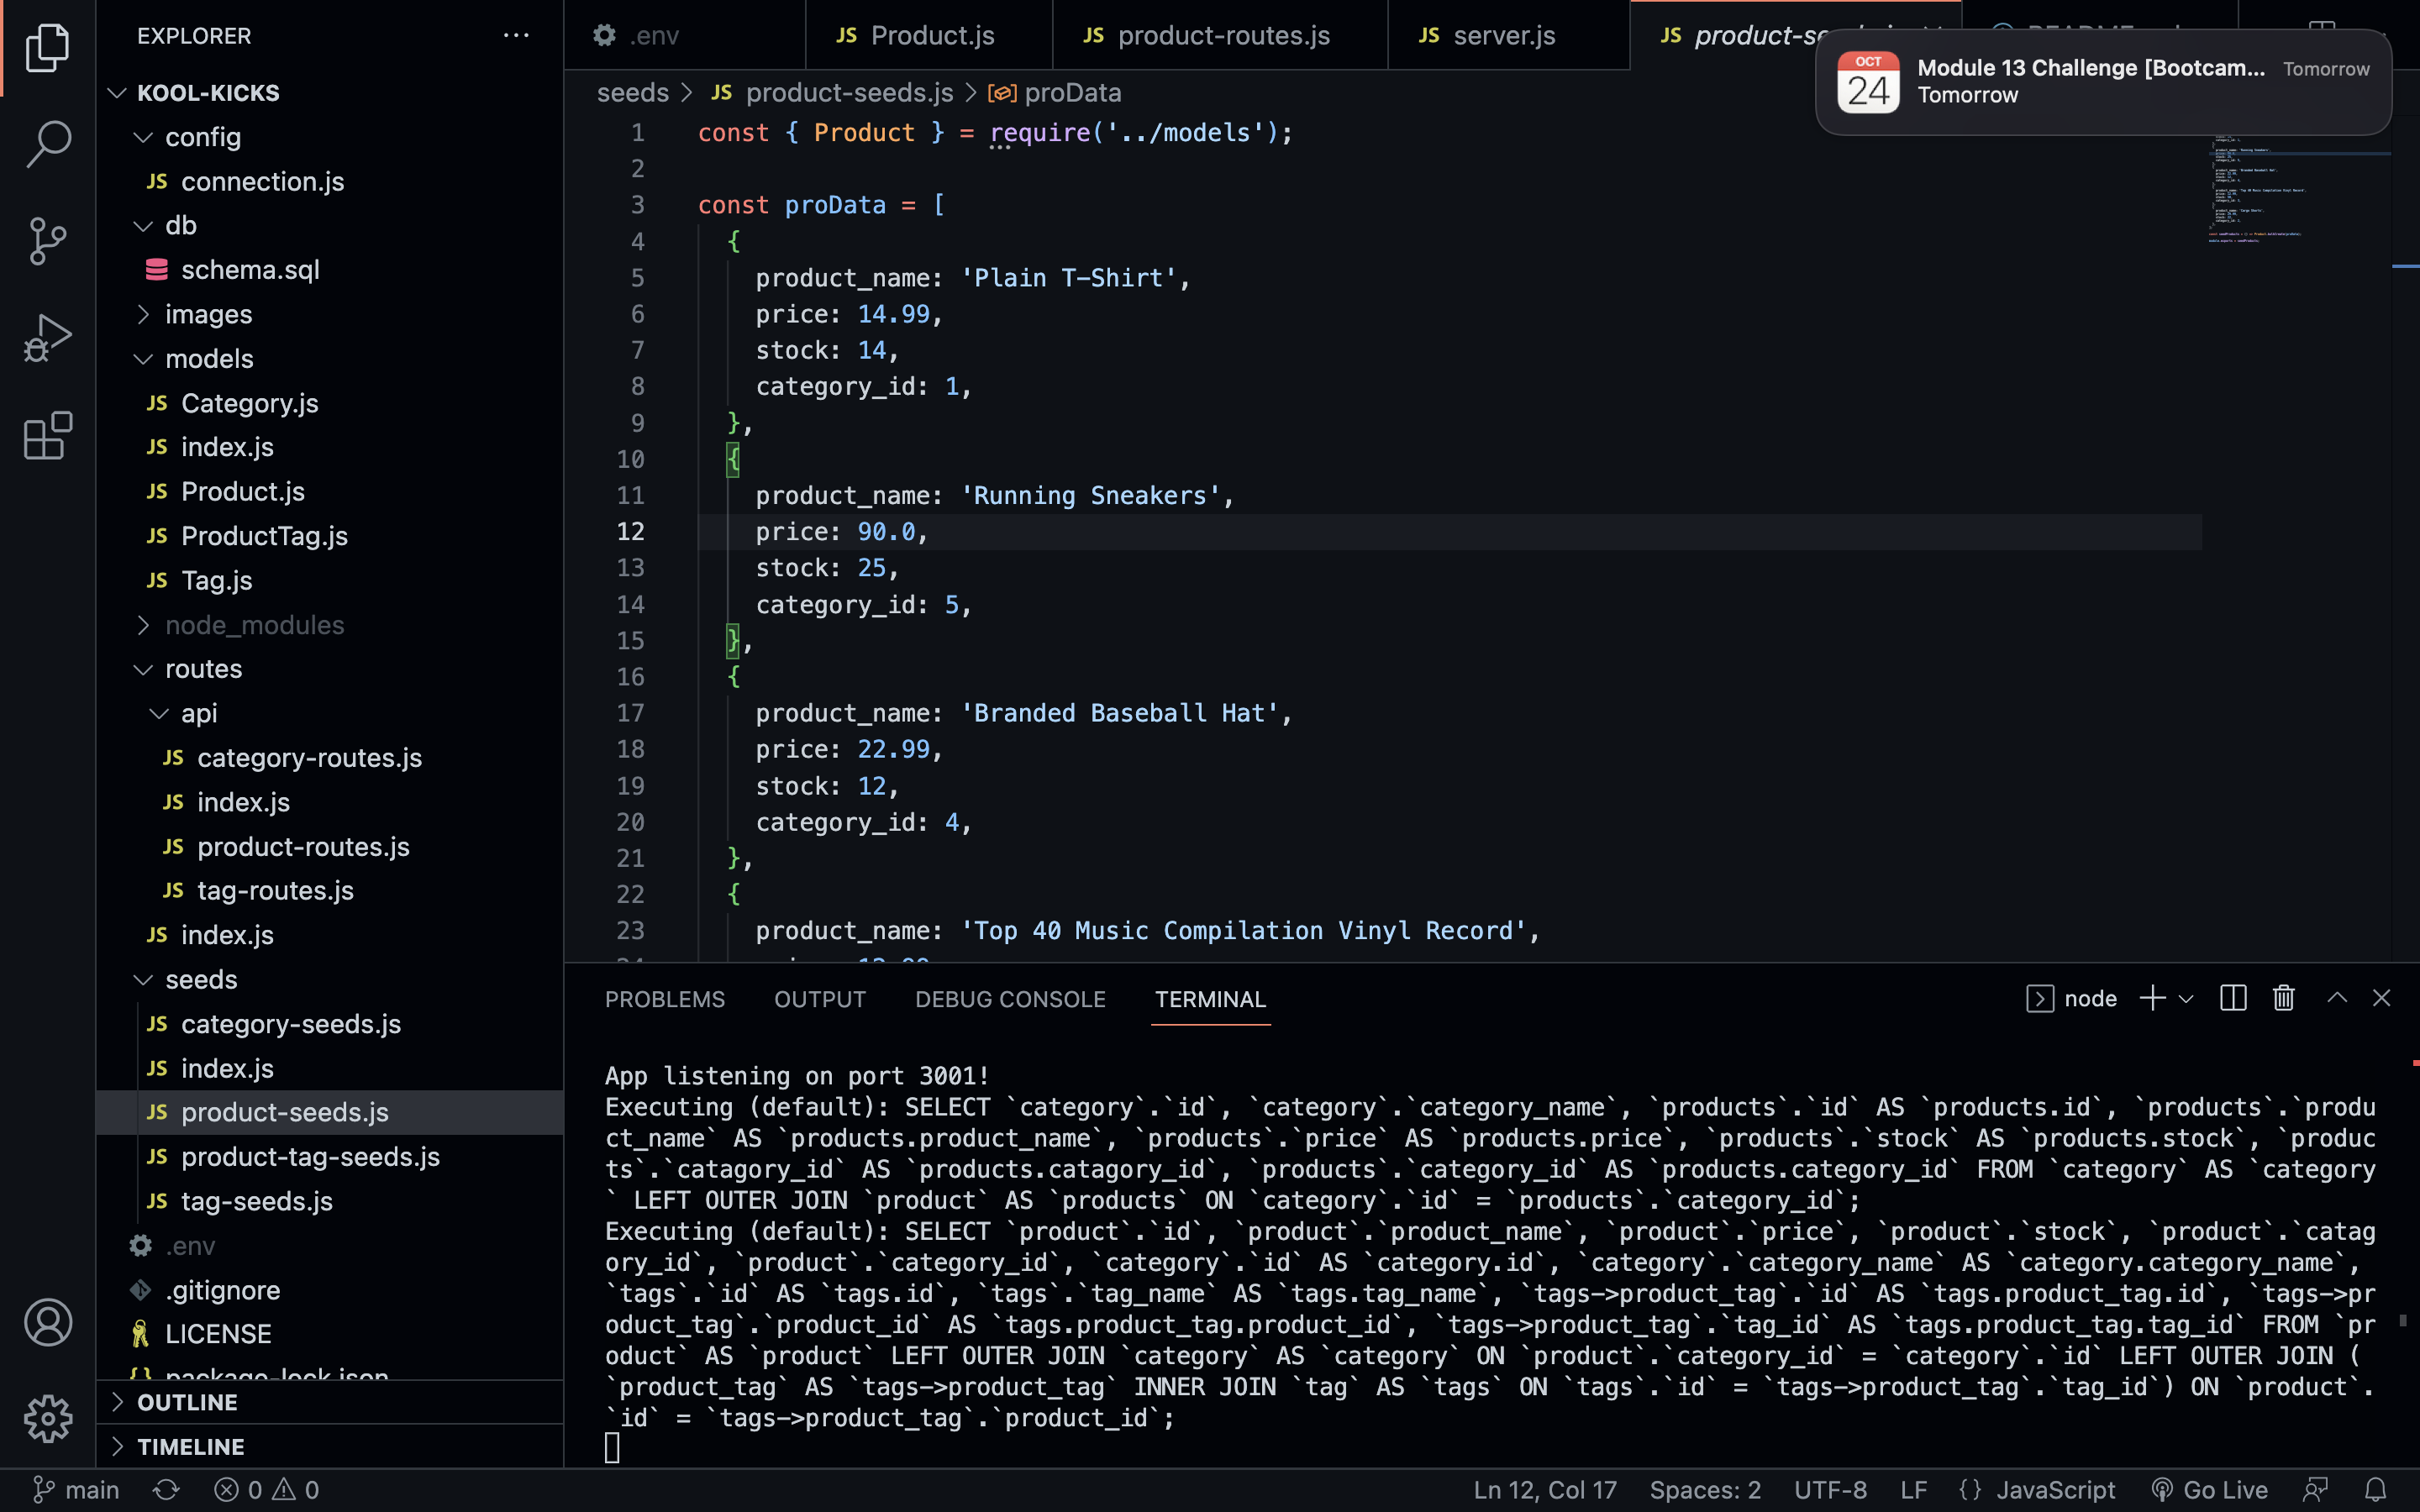 EXPLORER
KOOL-KICKS
config
JS connection.js
db
schema.sql
images
models
JS Category.js
JS index.js
JS Product.js
JS ProductTag.js
JS Tag.js
node_modules
routes
api
JS category-routes.js
JS index.js
JS product-routes.js
JS tag-routes.js
JS index.js
seeds
JS category-seeds.js
JS index.js
JS product-seeds.js
JS product-tag-seeds.js
JS tag-seeds.js
.env
.gitignore
LICENSE
{} package-lock.json
OUTLINE
TIMELINE
.env
JS Product.js
JS product-routes.js
JS server.js
JS
OCT
24
Module 13 Challenge [Bootcam... Tomorrow
Tomorrow
seeds > JS product-seeds.js > proData
1 const { Product } = require('../models');
2
3 const proData = [
4 {
5 product_name: 'Plain T-Shirt',
6 price: 14.99,
7 stock: 14,
8 category_id: 1,
9 },
10 {
11 product_name: 'Running Sneakers',
12 price: 90.0,
13 stock: 25,
14 category_id: 5,
15 },
16 {
17 product_name: 'Branded Baseball Hat',
18 price: 22.99,
19 stock: 12,
20 category_id: 4,
21 },
22 {
23 product_name: 'Top 40 Music Compilation Vinyl Record',
PROBLEMS OUTPUT DEBUG CONSOLE TERMINAL node
App listening on port 3001!
Executing (default): SELECT `category`.`id`, `category`.`category_name`, `products`.`id` AS `products.id`, `products`.`produ
ct_name` AS `products.product_name`, `products`.`price` AS `products.price`, `products`.`stock` AS `products.stock`, `produc
ts`.`catagory_id` AS `products.catagory_id`, `products`.`category_id` AS `products.category_id` FROM `category` AS `category
` LEFT OUTER JOIN `product` AS `products` ON `category`.`id` = `products`.`category_id`;
Executing (default): SELECT `product`.`id`, `product`.`product_name`, `product`.`price`, `product`.`stock`, `product`.`catag
ory_id`, `product`.`category_id`, `category`.`id` AS `category.id`, `category`.`category_name` AS `category.category_name`,
`tags`.`id` AS `tags.id`, `tags`.`tag_name` AS `tags.tag_name`, `tags->product_tag`.`id` AS `tags.product_tag.id`, `tags->pr
oduct_tag`.`product_id` AS `tags.product_tag.product_id`, `tags->product_tag`.`tag_id` AS `tags.product_tag.tag_id` FROM `pr
oduct` AS `product` LEFT OUTER JOIN `category` AS `category` ON `product`.`category_id` = `category`.`id` LEFT OUTER JOIN (
`product_tag` AS `tags->product_tag` INNER JOIN `tag` AS `tags` ON `tags`.`id` = `tags->product_tag`.`tag_id`) ON `product`.
`id` = `tags->product_tag`.`product_id`;
main 0 0 Ln 12, Col 17 Spaces: 2 UTF-8 LF {} JavaScript Go Live